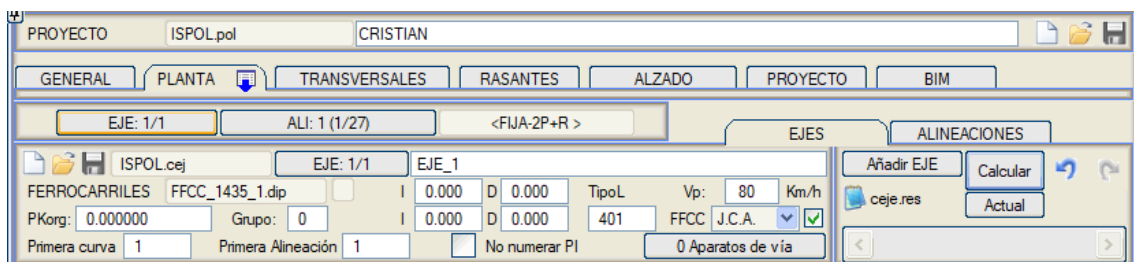 PROYECTO ISPOL.pol CRISTIAN
GENERAL PLANTA TRANSVERSALES RASANTES ALZADO PROYECTO BIM
EJE: 1/1 ALI: 1 (1/27) <FIJA-2P+R > EJES ALINEACIONES
ISPOL.cej EJE: 1/1 EJE_1 Añadir EJE Calcular
FERROCARRILES FFCC_1435_1.dip I 0.000 D 0.000 TipoL Vp: 80 Km/h ceje.res Actual
PKorg: 0.000000 Grupo: 0 I 0.000 D 0.000 401 FFCC J.C.A.
Primera curva 1 Primera Alineación 1 No numerar PI 0 Aparatos de vía